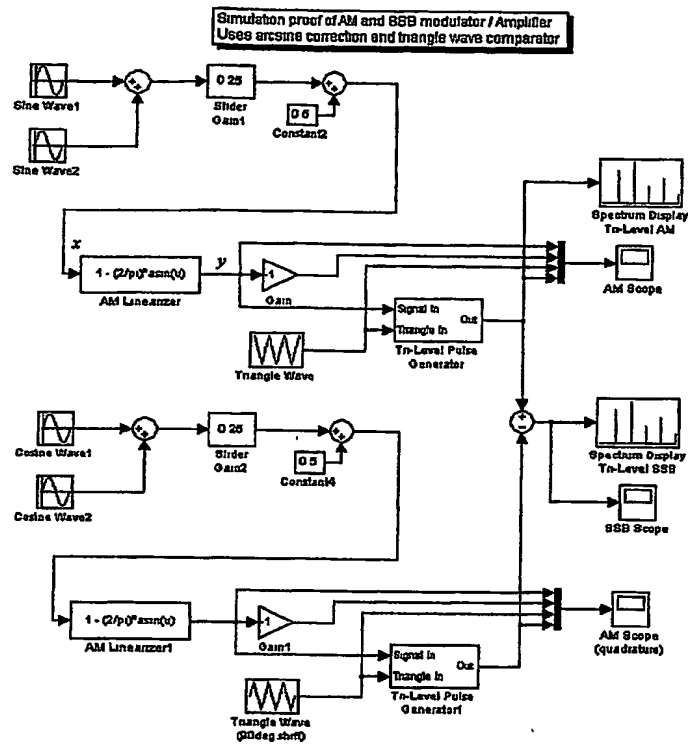 Simulation proof of AM and SSB modulator / Amplifier
Uses arcsine correction and triangle wave comparator
Sine Wave1
Sine Wave2
++
0 25
Slider
Gain1
0 5
Constant2
++
x
1 - (2/pi)*asin(u)
AM Linearizer
y
-1
Gain
Triangle Wave
Signal In
Triangle In
Out
Tri-Level Pulse
Generator
Spectrum Display
Tri-Level AM
AM Scope
Cosine Wave1
Cosine Wave2
++
0 25
Slider
Gain2
0 5
Constant4
++
+
−
Spectrum Display
Tri-Level SSB
SSB Scope
1 - (2/pi)*asin(u)
AM Linearizer1
-1
Gain1
Triangle Wave
(90deg shift)
Signal In
Triangle In
Out
Tri-Level Pulse
Generator1
AM Scope
(quadrature)